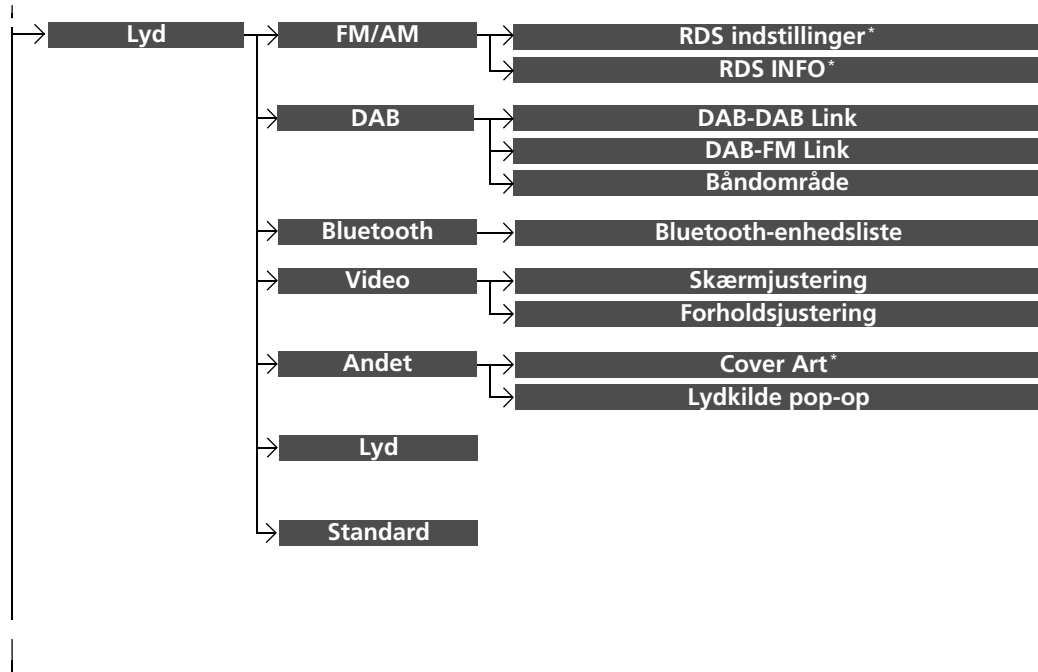 Lyd
FM/AM
RDS indstillinger*
RDS INFO*
DAB
DAB-DAB Link
DAB-FM Link
Båndområde
Bluetooth
Bluetooth-enhedsliste
Video
Skærmjustering
Forholdsjustering
Andet
Cover Art*
Lydkilde pop-op
Lyd
Standard